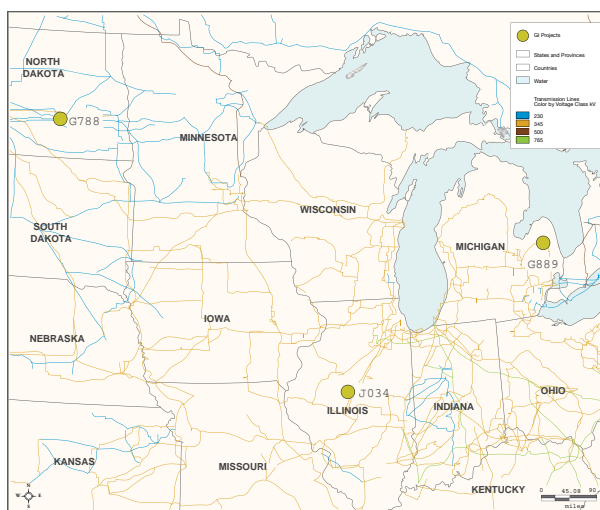 GI Projects
States and Provinces
Countries
Water
Transmission Lines
Color by Voltage Class kV
230
345
500
765
NORTH
DAKOTA
G788
MINNESOTA
SOUTH
DAKOTA
WISCONSIN
MICHIGAN
G889
IOWA
NEBRASKA
J034
ILLINOIS
INDIANA
OHIO
KANSAS
MISSOURI
KENTUCKY
N
W
E
S
0 45.08 90
miles